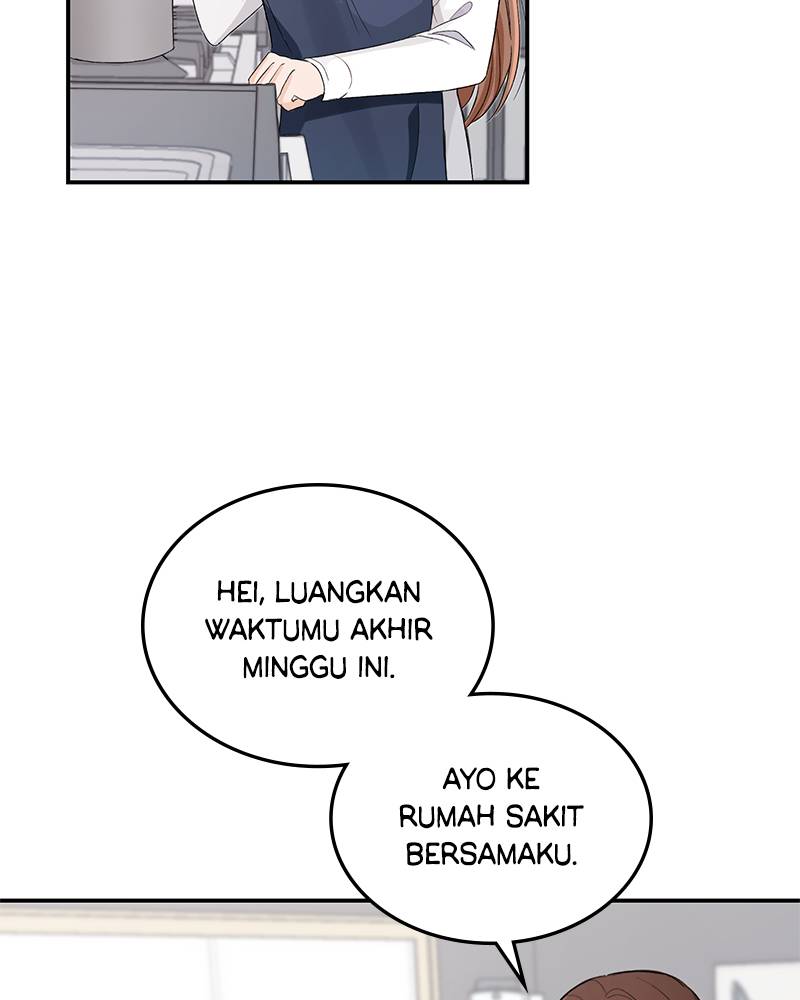 HEI, LUANGKAN
WAKTUMU AKHIR
MINGGU INI.
AYO KE
RUMAH SAKIT
BERSAMAKU.